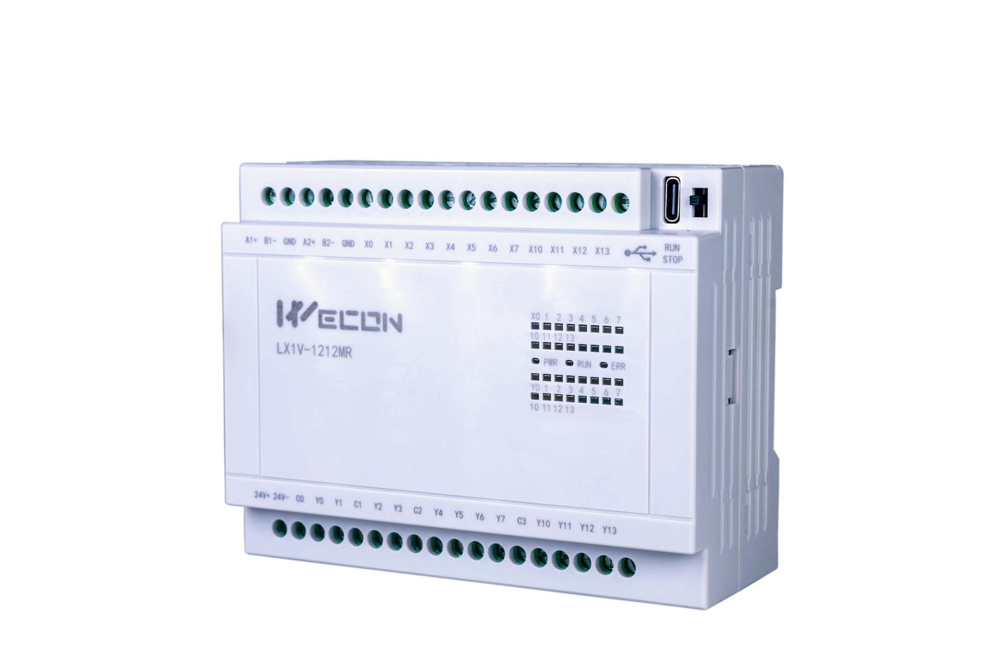 A1+ B1- GND A2+ B2- GND X0 X1 X2 X3 X4 X5 X6 X7 X10 X11 X12 X13 RUN
STOP
WECON
LX1V-1212MR
X0 1 2 3 4 5 6 7
10 11 12 13
PWR RUN ERR
Y0 1 2 3 4 5 6 7
10 11 12 13
24V+ 24V- C0 Y0 Y1 C1 Y2 Y3 C2 Y4 Y5 Y6 Y7 C3 Y10 Y11 Y12 Y13